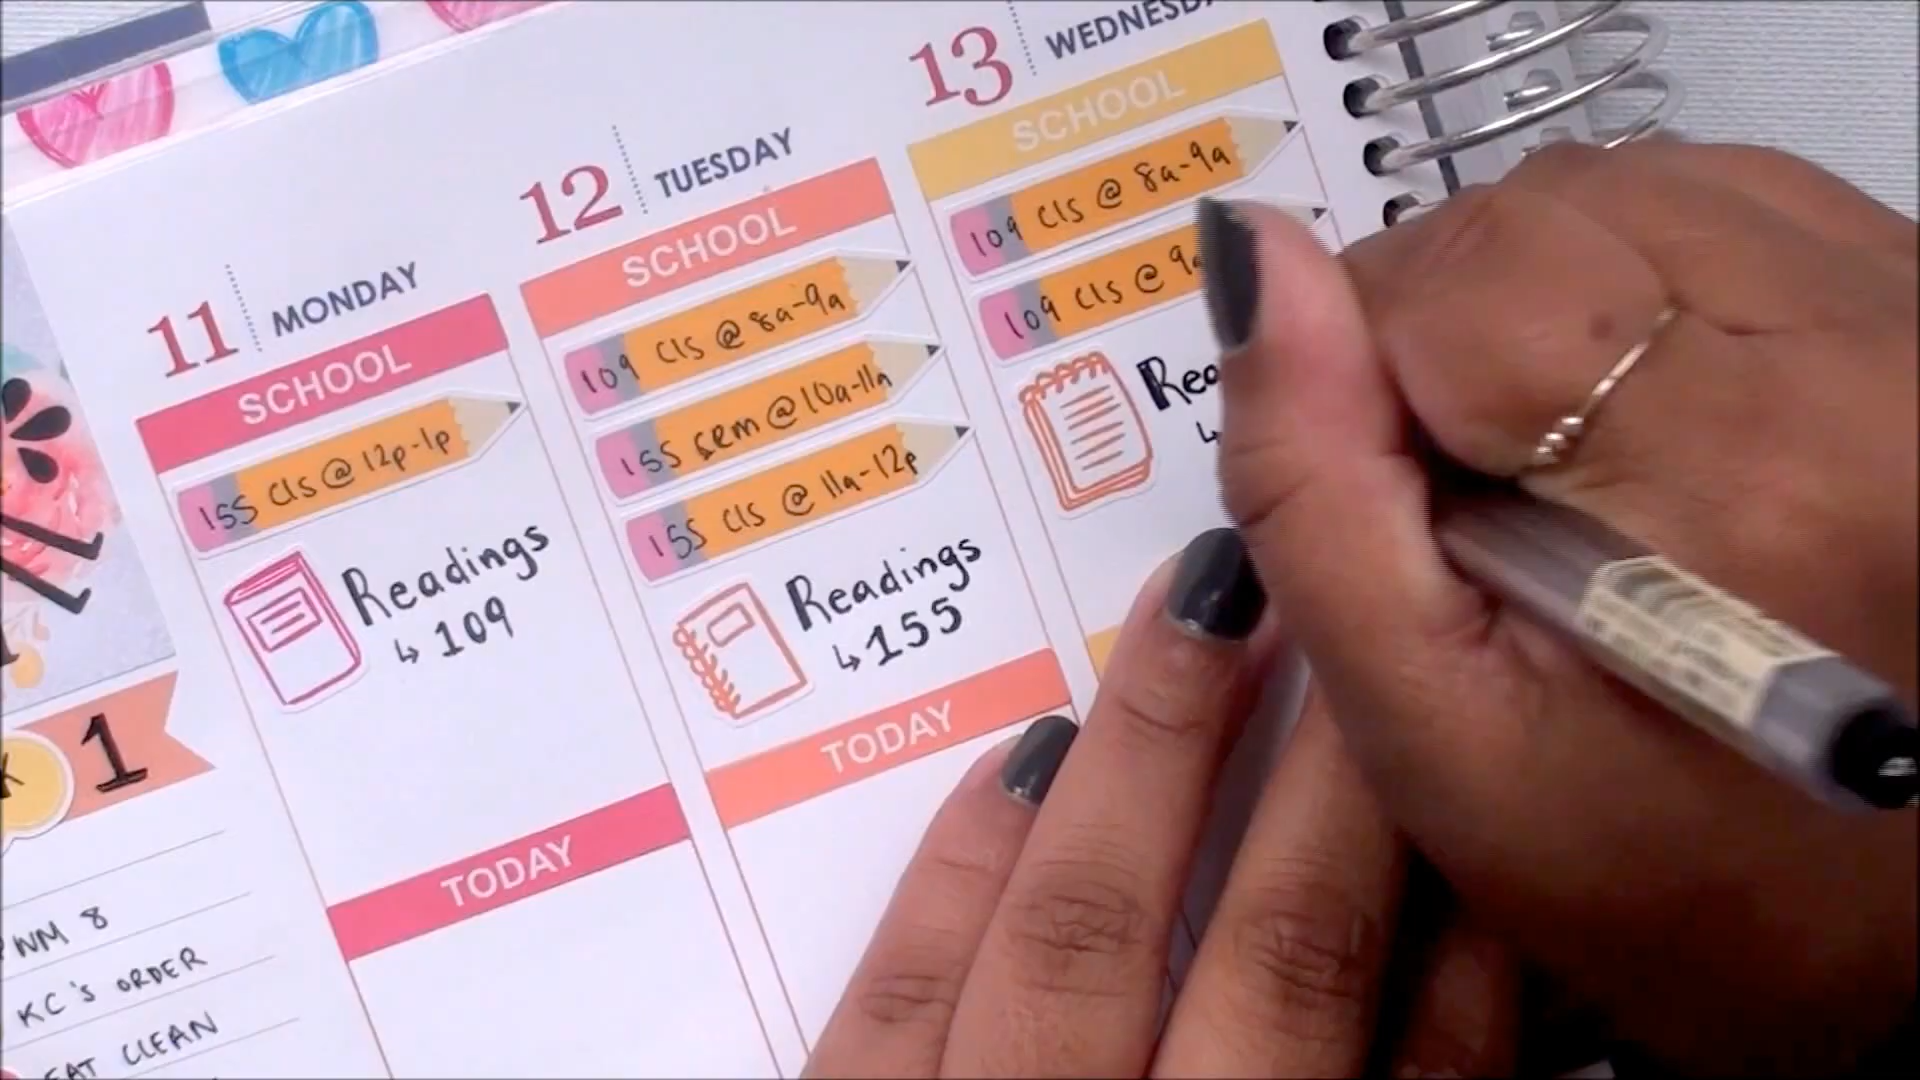 11 MONDAY
SCHOOL
155 Cls @ 12p-1p
Readings
↳ 109
TODAY
12 TUESDAY
SCHOOL
109 Cls @ 8a-9a
155 sem @ 10a-11a
155 Cls @ 11a-12p
Readings
↳ 155
TODAY
13 WEDNESDA
SCHOOL
109 Cls @ 8a-9a
109 Cls @ 9a
Rea
↳
1
WM 8
KC's ORDER
EAT CLEAN